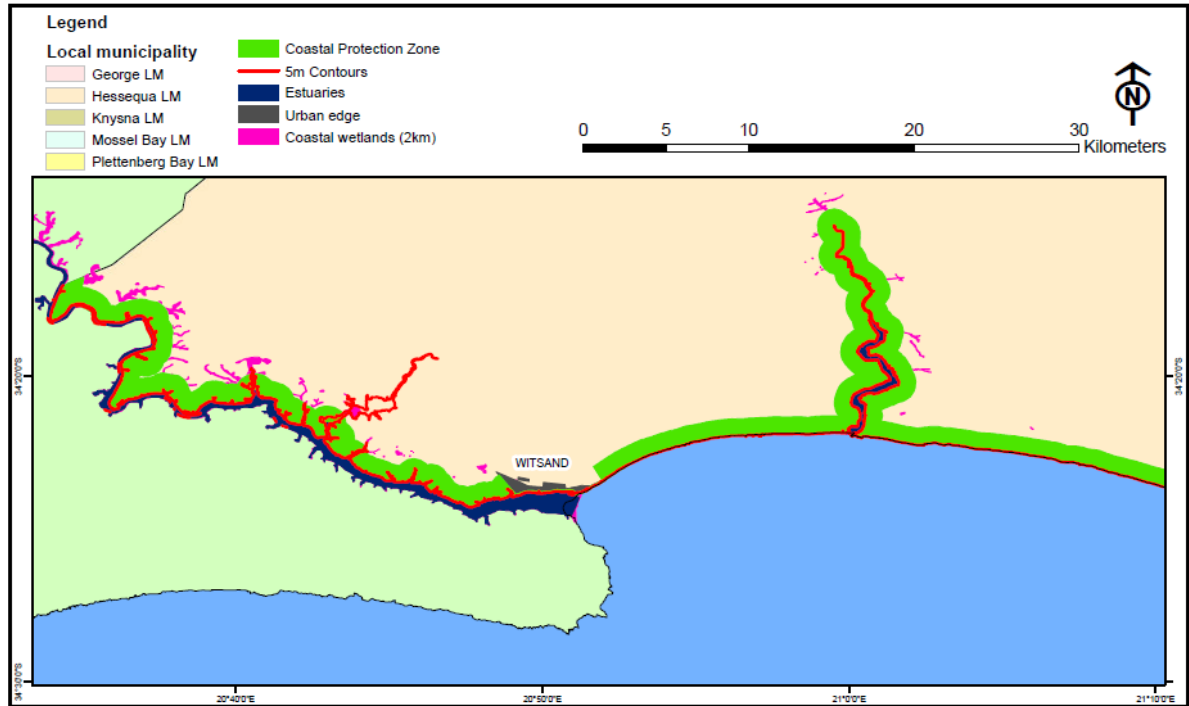 Legend
Local municipality
George LM
Hessequa LM
Knysna LM
Mossel Bay LM
Plettenberg Bay LM
Coastal Protection Zone
5m Contours
Estuaries
Urban edge
Coastal wetlands (2km)
N
0 5 10 20 30
Kilometers
34°20'0"S
34°20'0"S
WITSAND
34°30'0"S
20°40'0"E 20°50'0"E 21°0'0"E 21°10'0"E